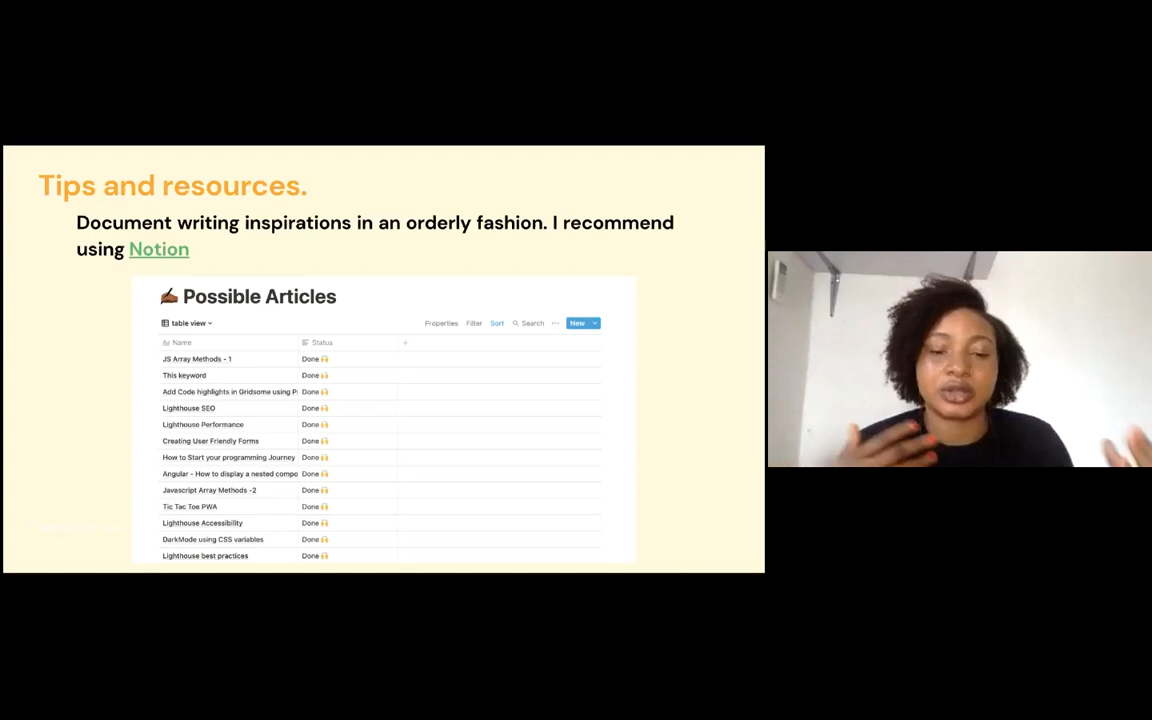 Tips and resources.
Document writing inspirations in an orderly fashion. I recommend
using Notion
✍🏾 Possible Articles
table view
Properties Filter Sort Search ··· New
Name Status +
JS Array Methods - 1 Done 🙌
This keyword Done 🙌
Add Code highlights in Gridsome using P Done 🙌
Lighthouse SEO Done 🙌
Lighthouse Performance Done 🙌
Creating User Friendly Forms Done 🙌
How to Start your programming Journey Done 🙌
Angular - How to display a nested compo Done 🙌
Javascript Array Methods -2 Done 🙌
Tic Tac Toe PWA Done 🙌
Lighthouse Accessibility Done 🙌
DarkMode using CSS variables Done 🙌
Lighthouse best practices Done 🙌